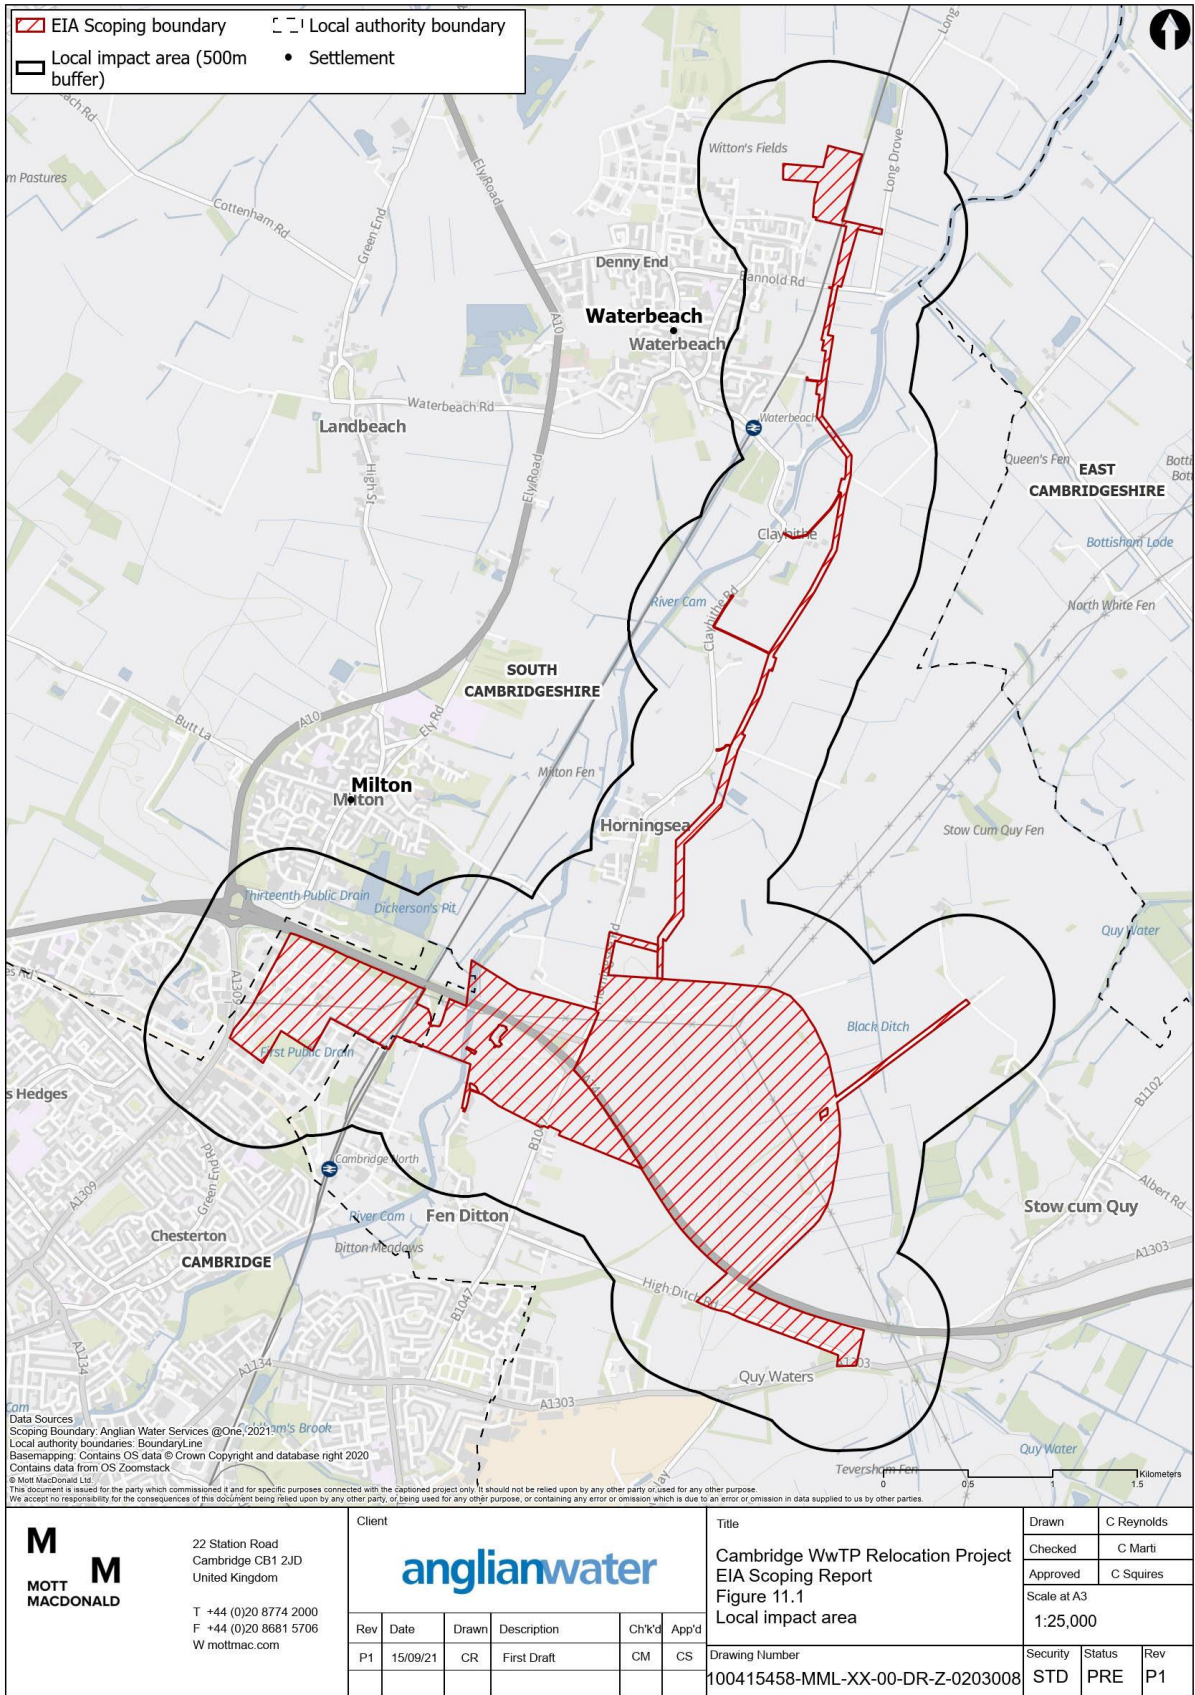 EIA Scoping boundary
Local authority boundary
Local impact area (500m
buffer)
Settlement
Long
Ely Road
Witton's Fields
Long Drove
m Pastures
Cottenham Rd
Green End
Denny End
Bannold Rd
Waterbeach
Waterbeach
A10
Waterbeach Rd
Waterbeach
Landbeach
High St
Ely Road
Queen's Fen
EAST
CAMBRIDGESHIRE
Clayhithe
Bottisham Lode
River Cam
Clayhithe Rd
North White Fen
SOUTH
CAMBRIDGESHIRE
Butt La
A10
Ely Rd
Milton Fen
Milton
Milton
Horningsea
Stow Cum Quy Fen
Thirteenth Public Drain
Dickerson's Pit
Quy Water
A1309
Black Ditch
First Public Drain
s Hedges
B1102
Green End Rd
Cambridge North
A1309
River Cam
Fen Ditton
Albert Rd
Stow cum Quy
Chesterton
CAMBRIDGE
Ditton Meadows
A1303
High Ditch Rd
B1047
A1134
A1134
A1303
Quy Waters
A1303
Cam
Quy Water
Teversham Fen
Data Sources
Scoping Boundary: Anglian Water Services @One, 2021
Local authority boundaries: BoundaryLine
Basemapping: Contains OS data © Crown Copyright and database right 2020
Contains data from OS Zoomstack
© Mott MacDonald Ltd.
This document is issued for the party which commissioned it and for specific purposes connected with the captioned project only. It should not be relied upon by any other party or used for any other purpose.
We accept no responsibility for the consequences of this document being relied upon by any other party, or being used for any other purpose, or containing any error or omission which is due to an error or omission in data supplied to us by other parties.
0 0.5 1 1.5 Kilometers
M
M
MOTT
MACDONALD
22 Station Road
Cambridge CB1 2JD
United Kingdom
T +44 (0)20 8774 2000
F +44 (0)20 8681 5706
W mottmac.com
Client
anglianwater
Rev Date Drawn Description Ch'k'd App'd
P1 15/09/21 CR First Draft CM CS
Title
Cambridge WwTP Relocation Project
EIA Scoping Report
Figure 11.1
Local impact area
Drawing Number
100415458-MML-XX-00-DR-Z-0203008
Drawn C Reynolds
Checked C Marti
Approved C Squires
Scale at A3
1:25,000
Security Status Rev
STD PRE P1